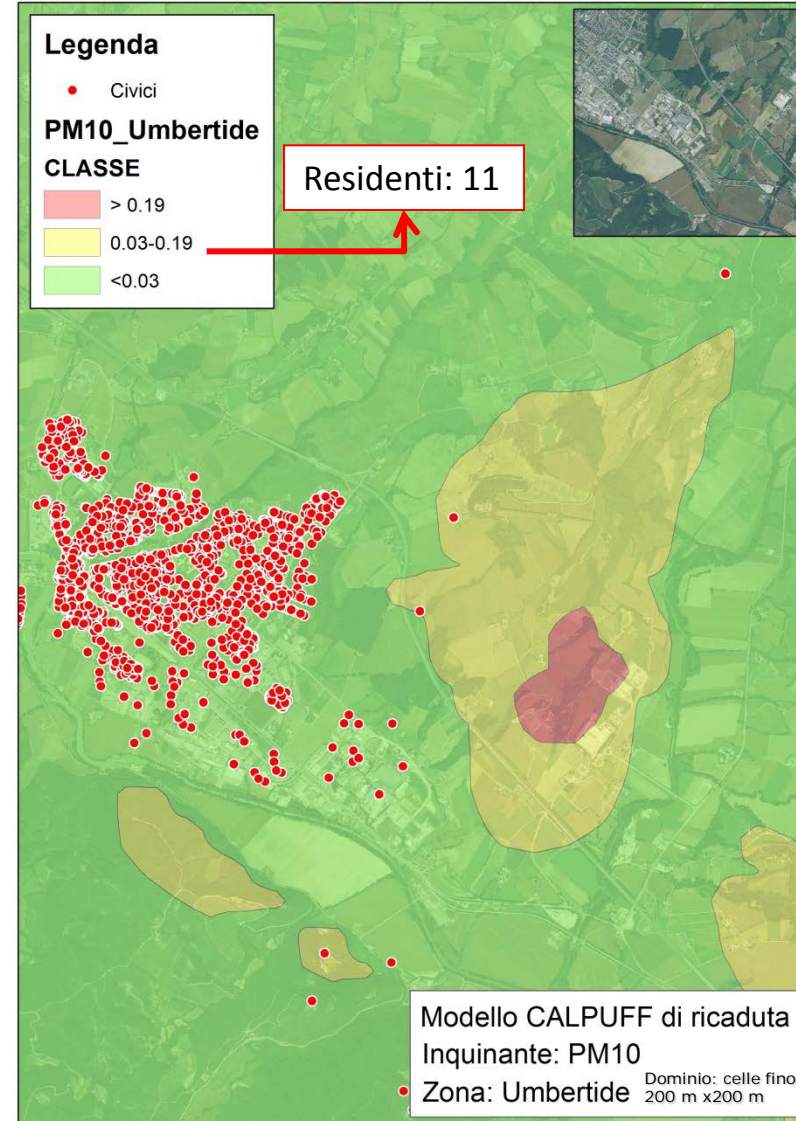 Legenda
Civici
PM10_Umbertide
CLASSE
> 0.19
0.03-0.19
<0.03
Residenti: 11
Modello CALPUFF di ricaduta
Inquinante: PM10
Zona: Umbertide
Dominio: celle fino
200 m x200 m